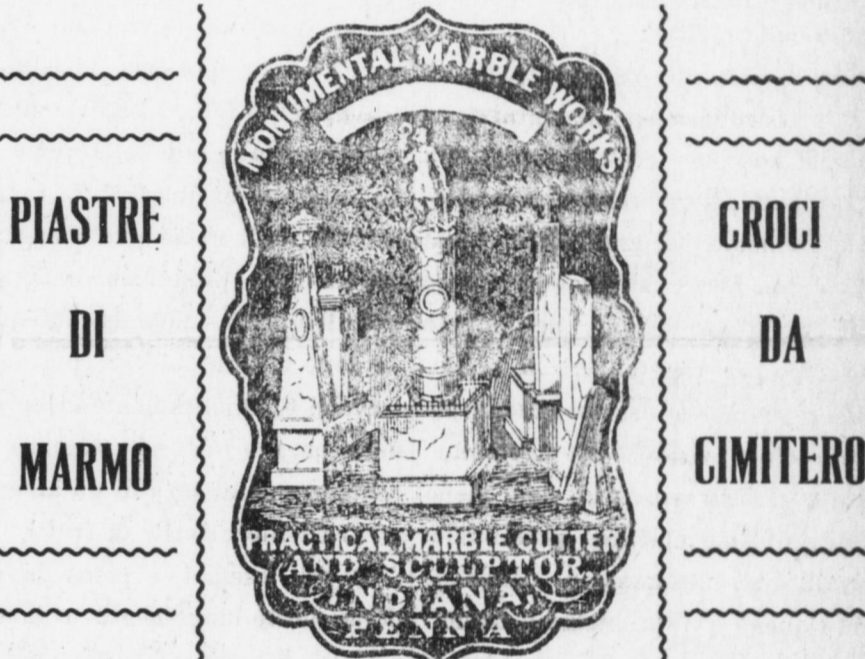 PIASTRE
DI
MARMO
MONUMENTAL MARBLE WORKS
PRACTICAL MARBLE CUTTER
AND SCULPTOR,
INDIANA,
PENN'A
CROCI
DA
CIMITERO